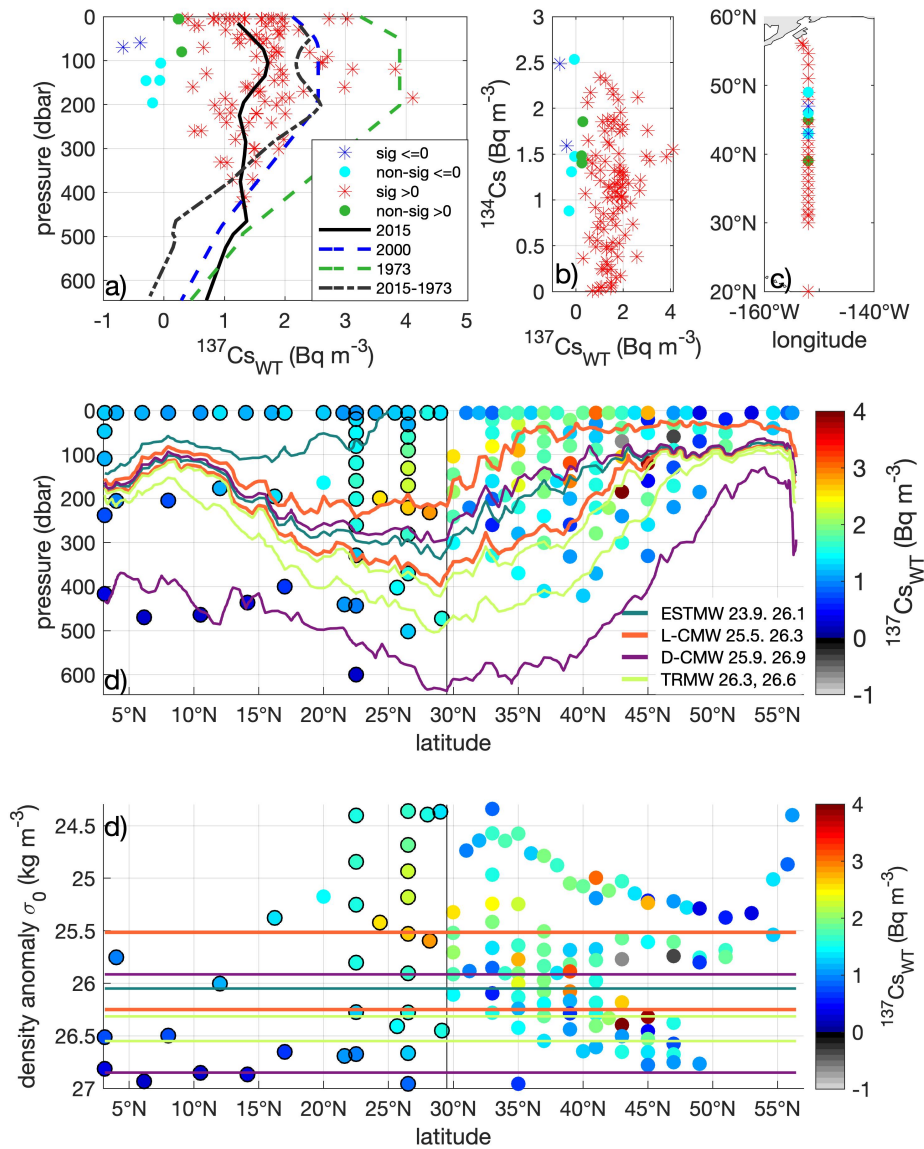 0
100
200
300
400
500
600
pressure (dbar)
a)
-1 0 1 2 3 4 5
137CsWT (Bq m-3)
sig <=0
non-sig <=0
sig >0
non-sig >0
2015
2000
1973
2015-1973
3
2.5
2
1.5
1
0.5
0
134Cs (Bq m-3)
b)
0 2 4
137CsWT (Bq m-3)
60°N
50°N
40°N
30°N
20°N
c)
-160°W -140°W
longitude
0
100
200
300
400
500
600
pressure (dbar)
d)
ESTMW 23.9. 26.1
L-CMW 25.5. 26.3
D-CMW 25.9. 26.9
TRMW 26.3, 26.6
5°N 10°N 15°N 20°N 25°N 30°N 35°N 40°N 45°N 50°N 55°N
latitude
4
3
2
1
0
-1
137CsWT (Bq m-3)
24.5
25
25.5
26
26.5
27
density anomaly σ0 (kg m-3)
d)
5°N 10°N 15°N 20°N 25°N 30°N 35°N 40°N 45°N 50°N 55°N
latitude
4
3
2
1
0
-1
137CsWT (Bq m-3)